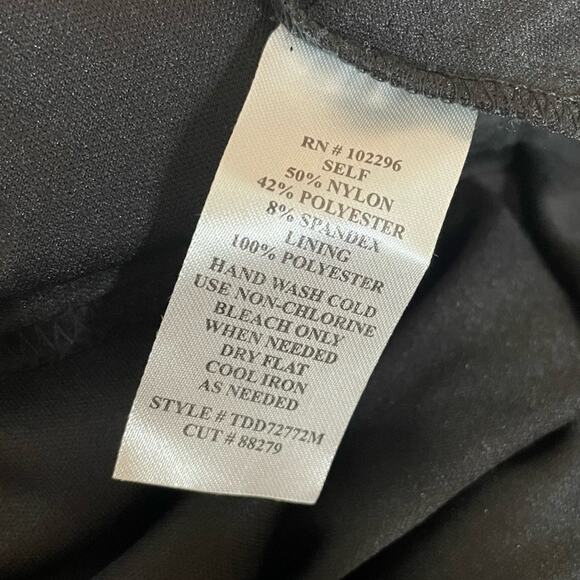 RN # 102296
SELF
50% NYLON
42% POLYESTER
8% SPANDEX
LINING
100% POLYESTER
HAND WASH COLD
USE NON-CHLORINE
BLEACH ONLY
WHEN NEEDED
DRY FLAT
COOL IRON
AS NEEDED
STYLE # TDD72772M
CUT # 88279